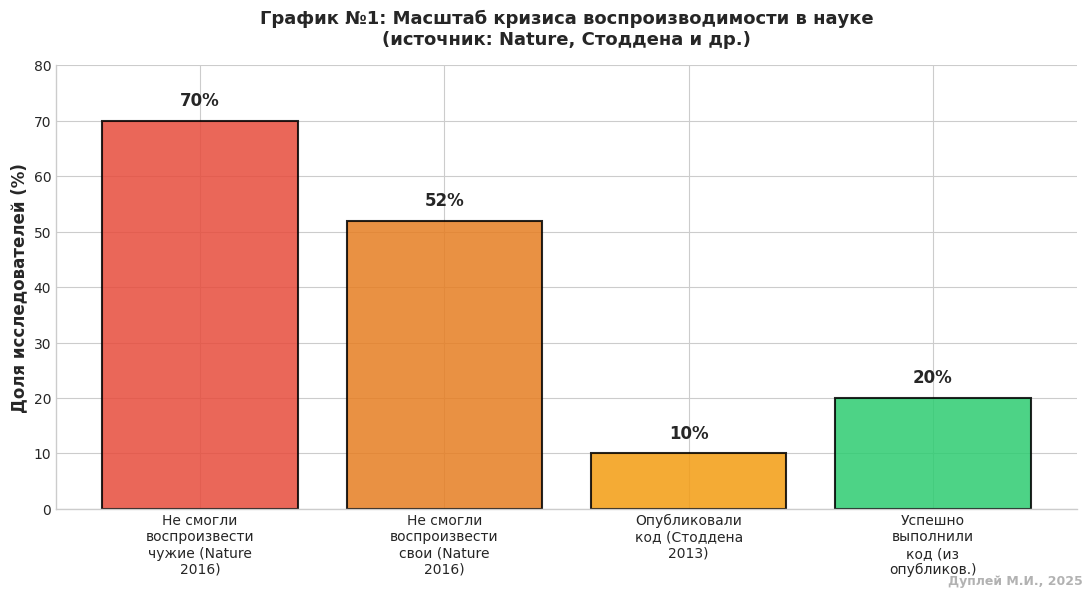 График №1: Масштаб кризиса воспроизводимости в науке
(источник: Nature, Стоддена и др.)
Доля исследователей (%)
80
70
60
50
40
30
20
10
0
70%
52%
10%
20%
Не смогли
воспроизвести
чужие (Nature
2016)
Не смогли
воспроизвести
свои (Nature
2016)
Опубликовали
код (Стоддена
2013)
Успешно
выполнили
код (из
опубликов.)
Дуплей М.И., 2025